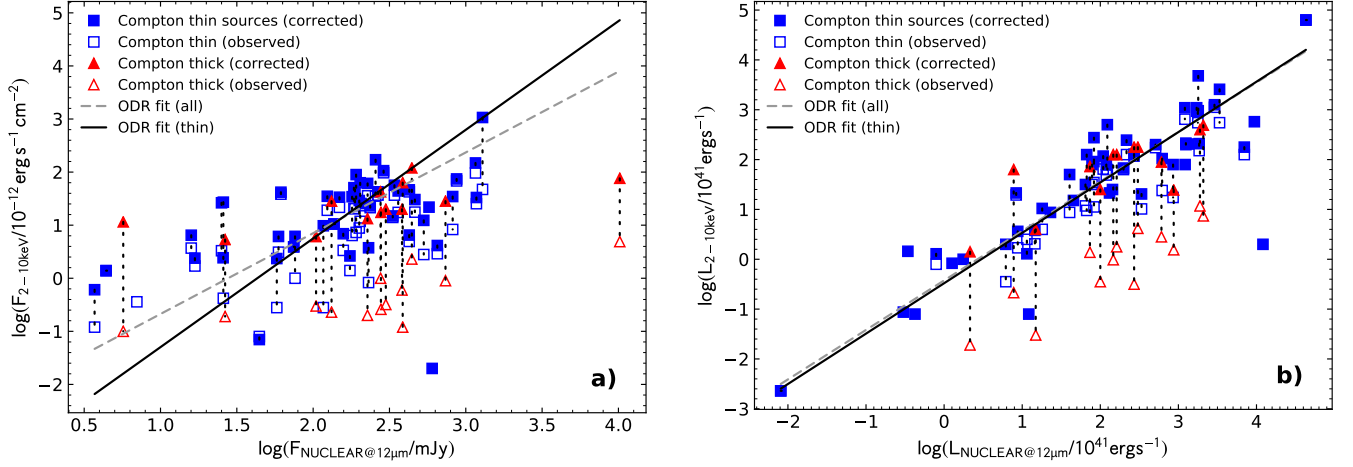 Compton thin sources (corrected)
Compton thin (observed)
Compton thick (corrected)
Compton thick (observed)
ODR fit (all)
ODR fit (thin)
5
4
3
2
1
0
−1
−2
log(F2−10keV/10−12 erg s−1 cm−2)
0.5 1.0 1.5 2.0 2.5 3.0 3.5 4.0
log(FNUCLEAR@12μm/mJy)
a)
Compton thin sources (corrected)
Compton thin (observed)
Compton thick (corrected)
Compton thick (observed)
ODR fit (all)
ODR fit (thin)
5
4
3
2
1
0
−1
−2
−3
log(L2−10keV/1041 erg s−1)
−2 −1 0 1 2 3 4
log(LNUCLEAR@12μm/1041 ergs−1)
b)